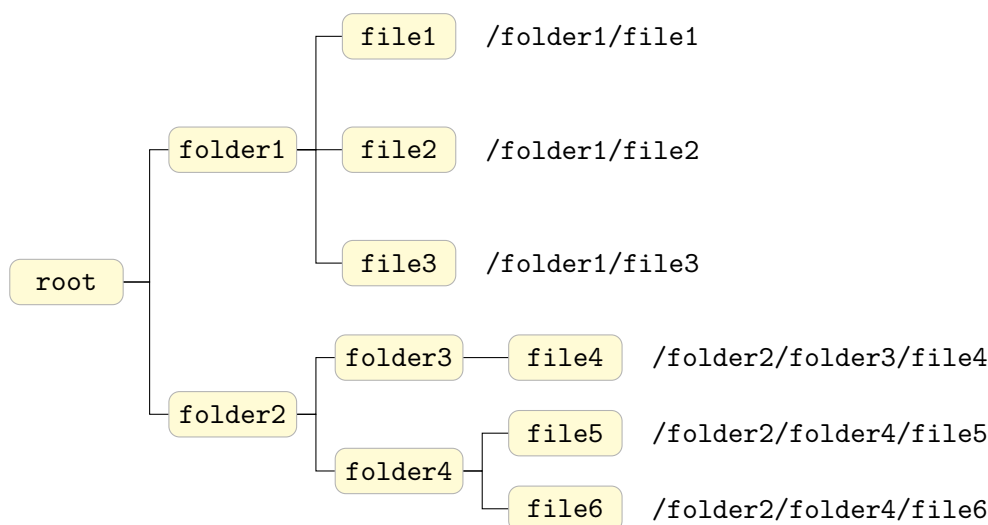 file1 /folder1/file1
folder1 file2 /folder1/file2
file3 /folder1/file3
root
folder3 file4 /folder2/folder3/file4
folder2
file5 /folder2/folder4/file5
folder4
file6 /folder2/folder4/file6